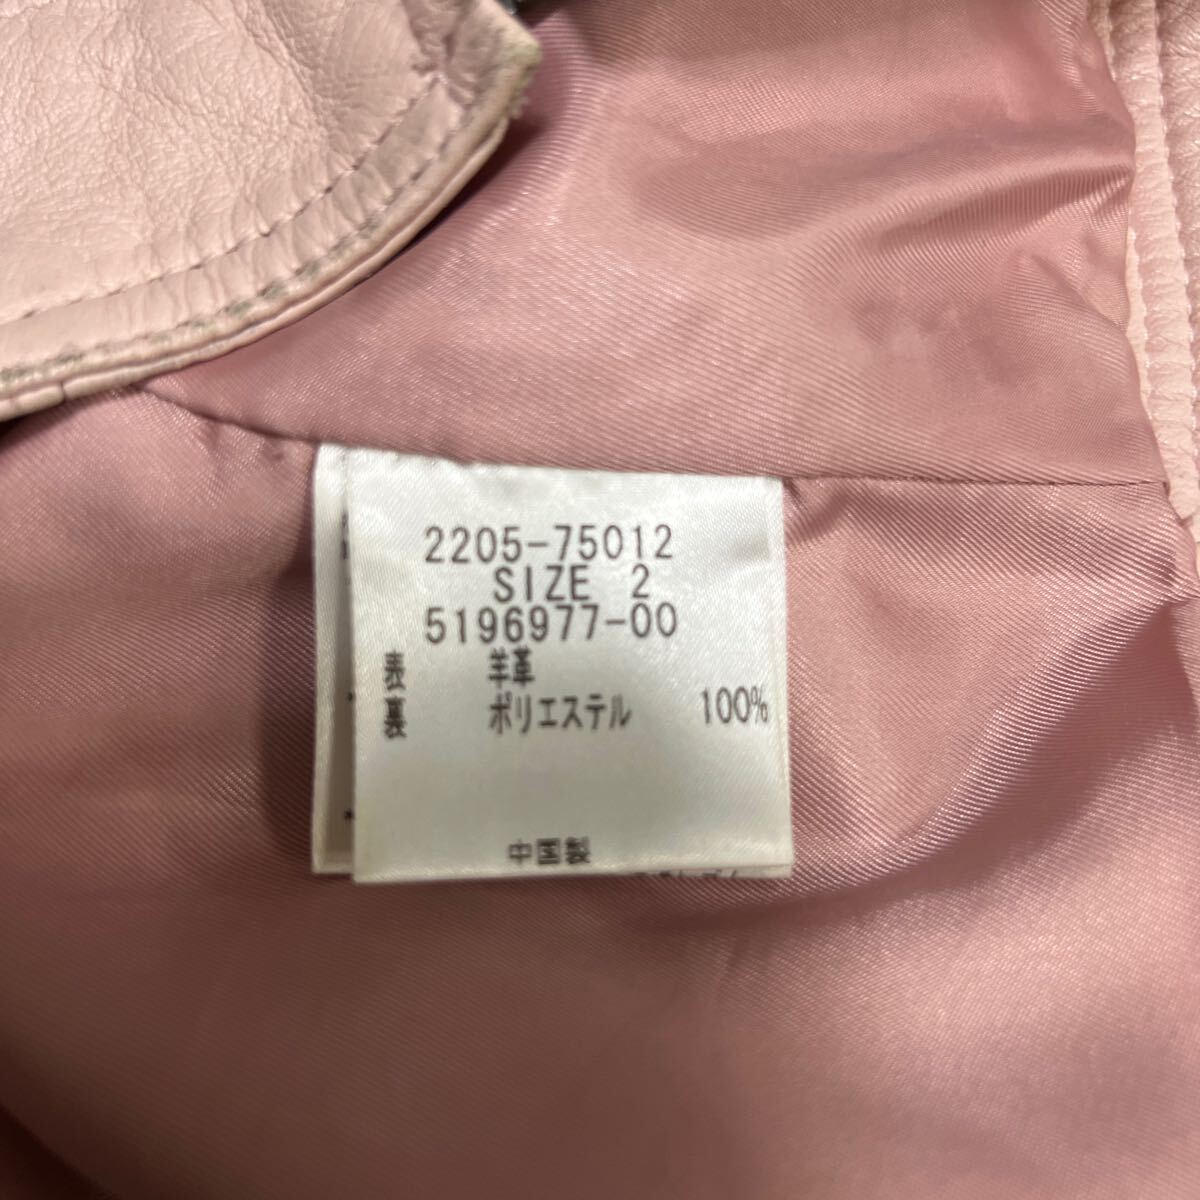 2205-75012
SIZE 2
5196977-00
表 羊革
裏 ポリエステル 100%
中国製